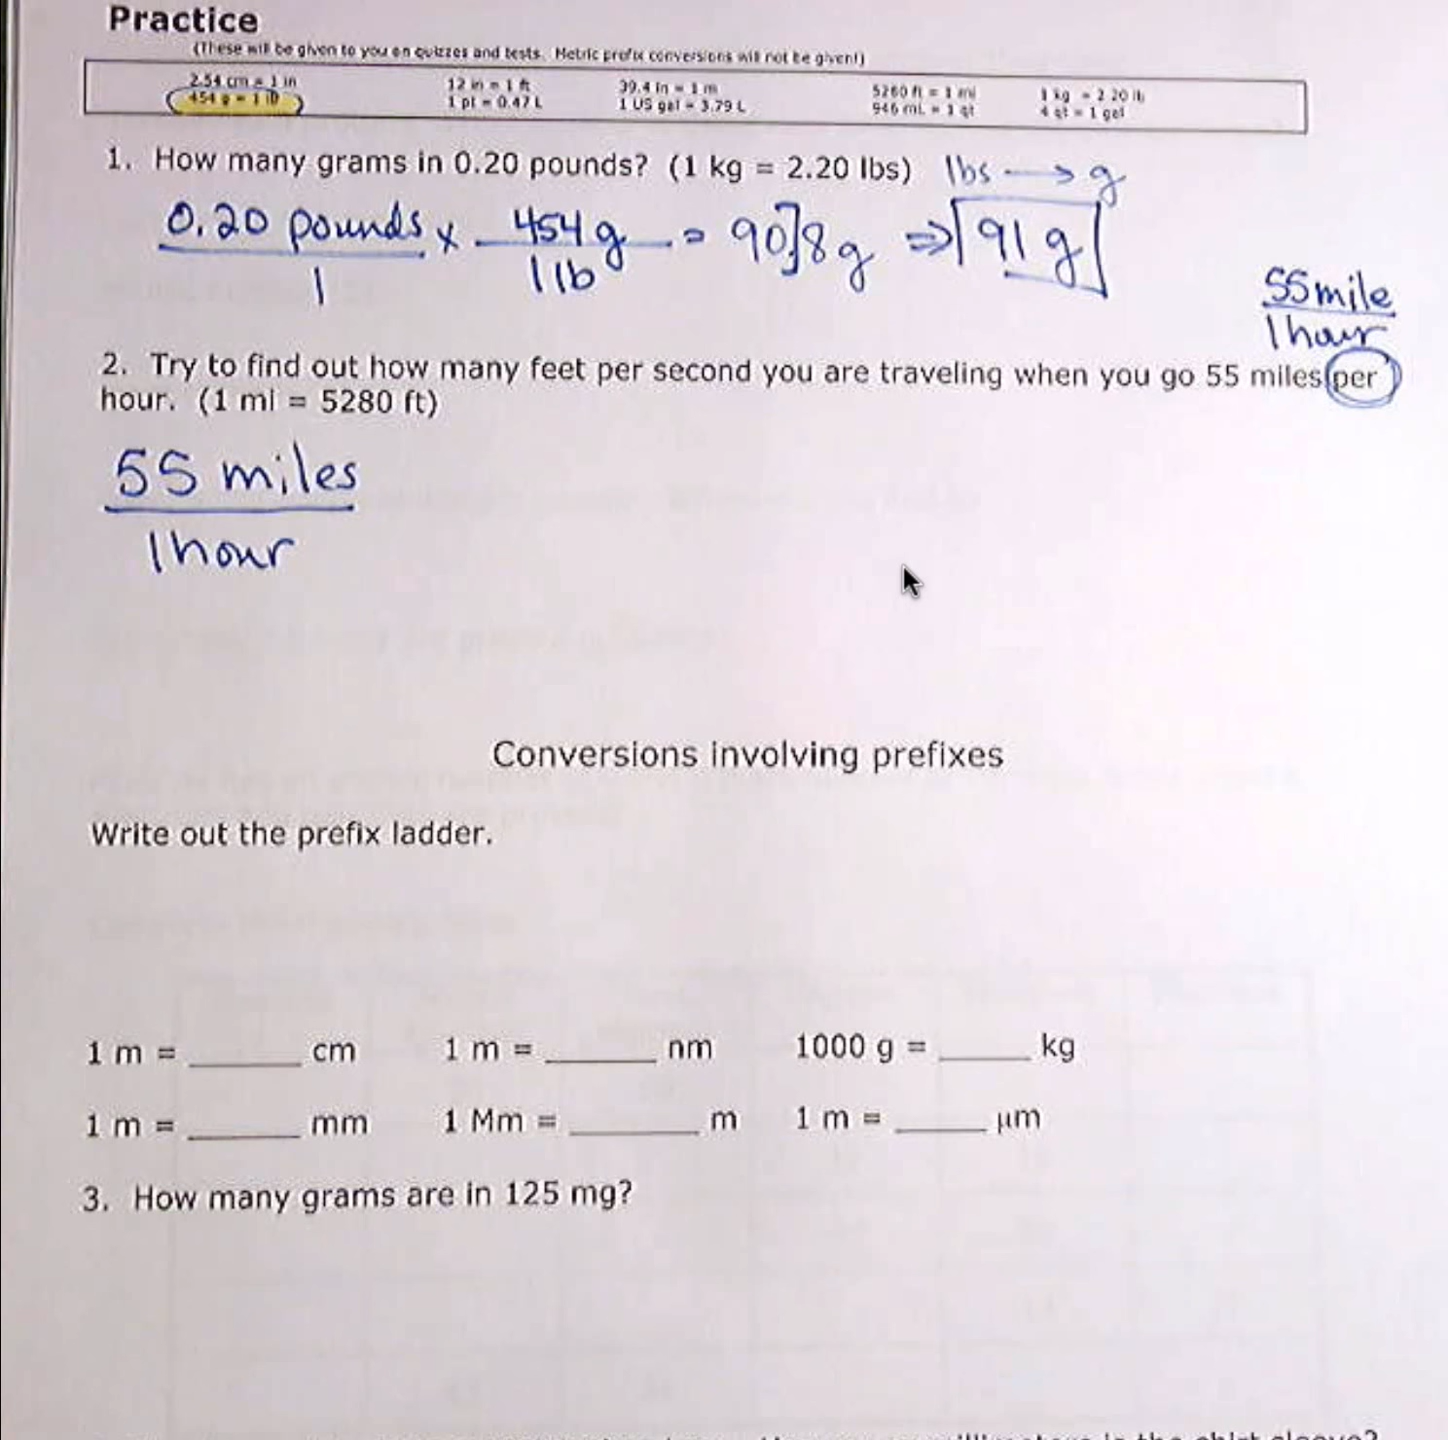 Practice
(These will be given to you on quizzes and tests. Metric prefix conversions will not be given!)
2.54 cm = 1 in 12 in = 1 ft 39.4 in = 1 m 5280 ft = 1 mi 1 kg = 2.20 lb
454 g = 1 lb 1 pt = 0.47 L 1 US gal = 3.79 L 946 mL = 1 qt 4 qt = 1 gal
1. How many grams in 0.20 pounds? (1 kg = 2.20 lbs) lbs → g
0.20 pounds x 454 g = 90.8 g ⇒ 91 g
1 1 lb
55 mile
1 hour
2. Try to find out how many feet per second you are traveling when you go 55 miles per
hour. (1 mi = 5280 ft)
55 miles
1 hour
Conversions involving prefixes
Write out the prefix ladder.
1 m = ______ cm 1 m = ______ nm 1000 g = _____ kg
1 m = ______ mm 1 Mm = _______ m 1 m = _____ μm
3. How many grams are in 125 mg?